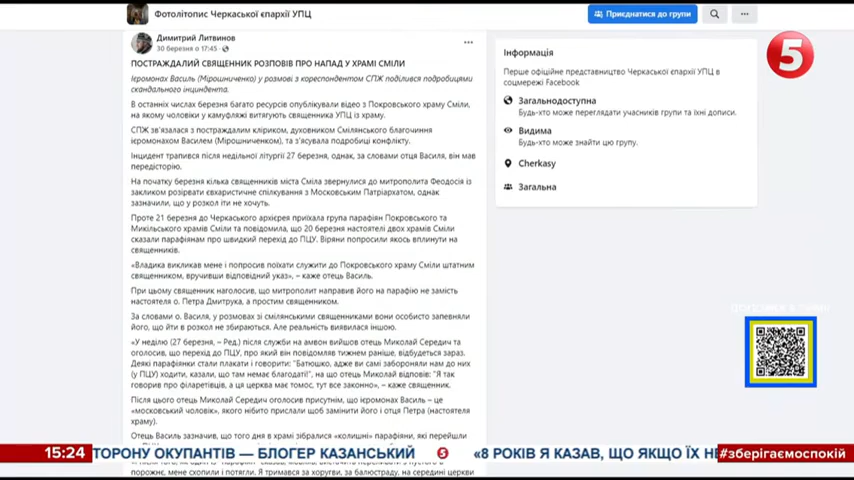 Фотолітопис Черкаської єпархії УПЦ
Приєднатися до групи
Димитрий Литвинов
30 березня о 17:45
ПОСТРАЖДАЛИЙ СВЯЩЕННИК РОЗПОВІВ ПРО НАПАД У ХРАМІ СМІЛИ
Ієромонах Василь (Мірошниченко) у розмові з кореспондентом СПЖ поділився подробицями
скандального інциденту.
В останніх числах березня багато ресурсів опублікували відео з Покровського храму Сміли,
на якому чоловіки у камуфляжі витягують священника УПЦ із храму.
СПЖ зв'язалася з постраждалим кліриком, духовником Смілянського благочиння
ієромонахом Василем (Мірошниченком), та з'ясувала подробиці конфлікту.
Інцидент трапився після недільної літургії 27 березня, однак, за словами отця Василя, він мав
передісторію.
На початку березня кілька священників міста Сміла звернулися до митрополита Феодосія із
закликом розірвати євхаристичне спілкування з Московським Патріархатом, однак
зазначили, що у розкол іти не хочуть.
Проте 21 березня до Черкаського архієрея приїхала група парафіян Покровського та
Микільського храмів Сміли та повідомила, що 20 березня настоятелі двох храмів Сміли
сказали парафіянам про швидкий перехід до ПЦУ. Віряни попросили якось вплинути на
священників.
«Владика викликав мене і попросив поїхати служити до Покровського храму Сміли штатним
священником, вручивши відповідний указ», – каже отець Василь.
При цьому священник наголосив, що митрополит направив його на парафію не замість
настоятеля о. Петра Дмитрука, а простим священником.
За словами о. Василя, у розмовах зі смілянськими священниками вони особисто запевняли
його, що йти в розкол не збираються. Але реальність виявилася іншою.
«У неділю (27 березня, – Ред.) після служби на амвон вийшов отець Миколай Середич та
оголосив, що перехід до ПЦУ, про який він повідомляв тижнем раніше, відбудеться зараз.
Деякі парафіянки стали плакати і говорити: "Батюшко, адже ви самі забороняли нам до них
(у ПЦУ) ходити, казали, що там немає благодаті!", на що отець Миколай відповів: "Я так
говорив про філаретівців, а ця церква має томос, тут все законно», – каже священник.
Після цього отець Миколай Середич оголосив присутнім, що ієромонах Василь – це
«московський чоловік», якого нібито прислали щоб замінити його і отця Петра (настоятеля
храму).
Отець Василь зазначив, що того дня в храмі зібралися «колишні» парафіяни, які перейшли
порожнє, мене схопили і потягли. Я тримався за хоругви, за балюстраду, на середині церкви
Інформація
Перше офіційне представництво Черкаської єпархії УПЦ в
соцмережі Facebook
Загальнодоступна
Будь-хто може переглядати учасників групи та їхні дописи.
Видима
Будь-хто може знайти цю групу.
Cherkasy
Загальна
5
15:24
ТОРОНУ ОКУПАНТІВ — БЛОГЕР КАЗАНСЬКИЙ
5
«8 РОКІВ Я КАЗАВ, ЩО ЯКЩО ЇХ НЕ
#зберігаємоспокій